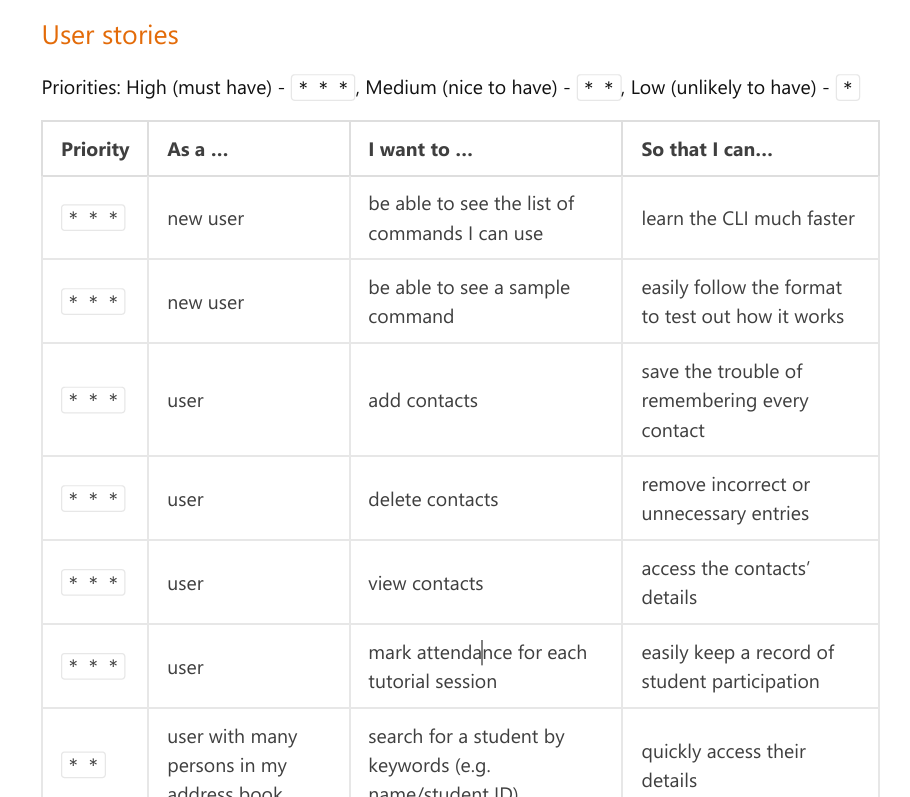 User stories
Priorities: High (must have) - * * *, Medium (nice to have) - * *, Low (unlikely to have) - *
Priority As a ... I want to ... So that I can...
* * * new user be able to see the list of commands I can use learn the CLI much faster
* * * new user be able to see a sample command easily follow the format to test out how it works
* * * user add contacts save the trouble of remembering every contact
* * * user delete contacts remove incorrect or unnecessary entries
* * * user view contacts access the contacts’ details
* * * user mark attendance for each tutorial session easily keep a record of student participation
* * user with many persons in my address book search for a student by keywords (e.g. name/student ID) quickly access their details